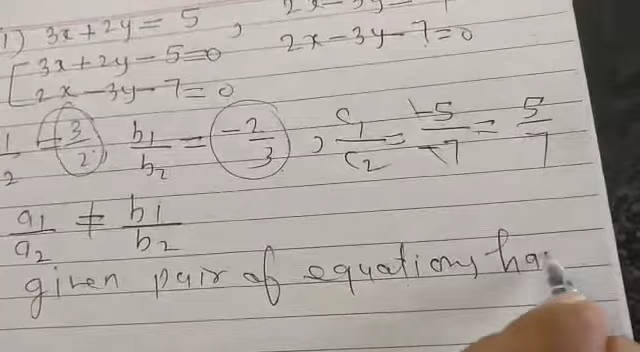 1) 3x+2y=5 ,
3x+2y-5=0 2x-3y-7=0
2x-3y-7=0
3/2, b1/b2 = -2/3 , c1/c2 = -5/-7 = 5/7
a1/a2 ≠ b1/b2
given pair of equations ha